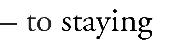 – to staying